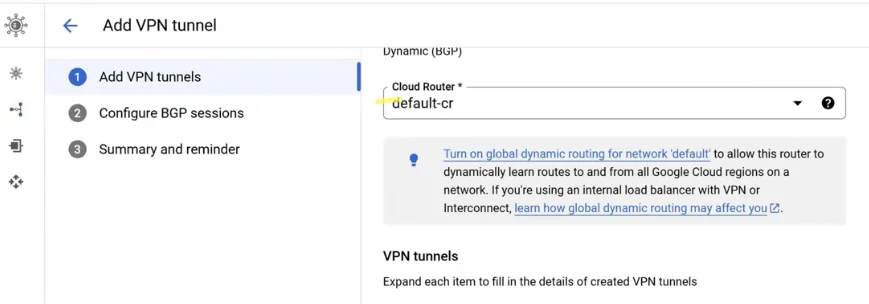 Add VPN tunnel
1 Add VPN tunnels
2 Configure BGP sessions
3 Summary and reminder
Dynamic (BGP)
Cloud Router *
default-cr
Turn on global dynamic routing for network 'default' to allow this router to
dynamically learn routes to and from all Google Cloud regions on a
network. If you're using an internal load balancer with VPN or
Interconnect, learn how global dynamic routing may affect you.
VPN tunnels
Expand each item to fill in the details of created VPN tunnels